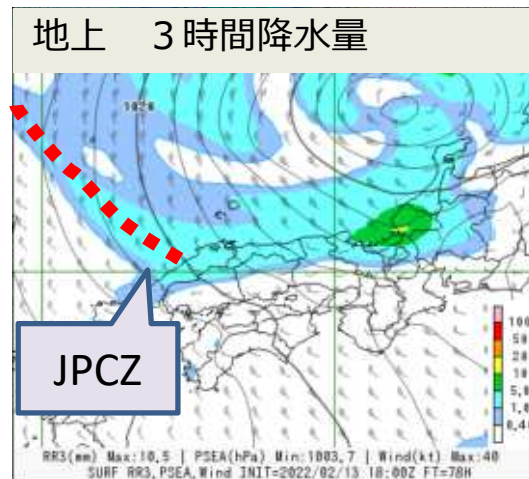 地上　３時間降水量
1020
JPCZ
RR3(mm) Max:10.5 | PSEA(hPa) Min:1003.7 | Wind(kt) Max:40
SURF RR3,PSEA,Wind INIT=2022/02/13 18:00Z FT=78H